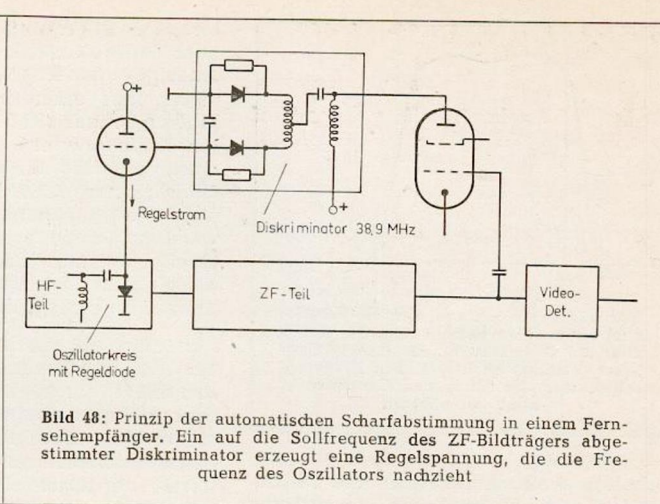 +
Regelstrom
+
Diskriminator 38,9 MHz
HF-
Teil
ZF-Teil
Video-
Det.
Oszillatorkreis
mit Regeldiode
Bild 48: Prinzip der automatischen Scharfabstimmung in einem Fern-
sehempfänger. Ein auf die Sollfrequenz des ZF-Bildträgers abge-
stimmter Diskriminator erzeugt eine Regelspannung, die die Fre-
quenz des Oszillators nachzieht